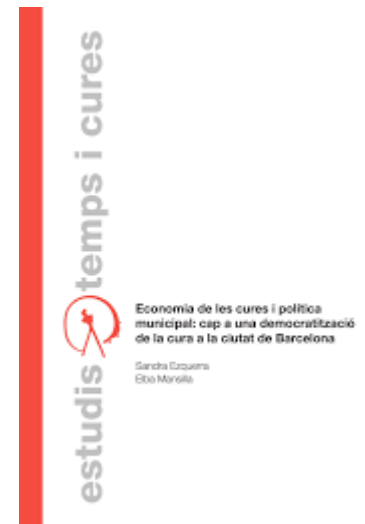 estudis temps i cures
Economia de les cures i política
municipal: cap a una democratització
de la cura a la ciutat de Barcelona
Sandra Ezquerra
Elba Mansilla